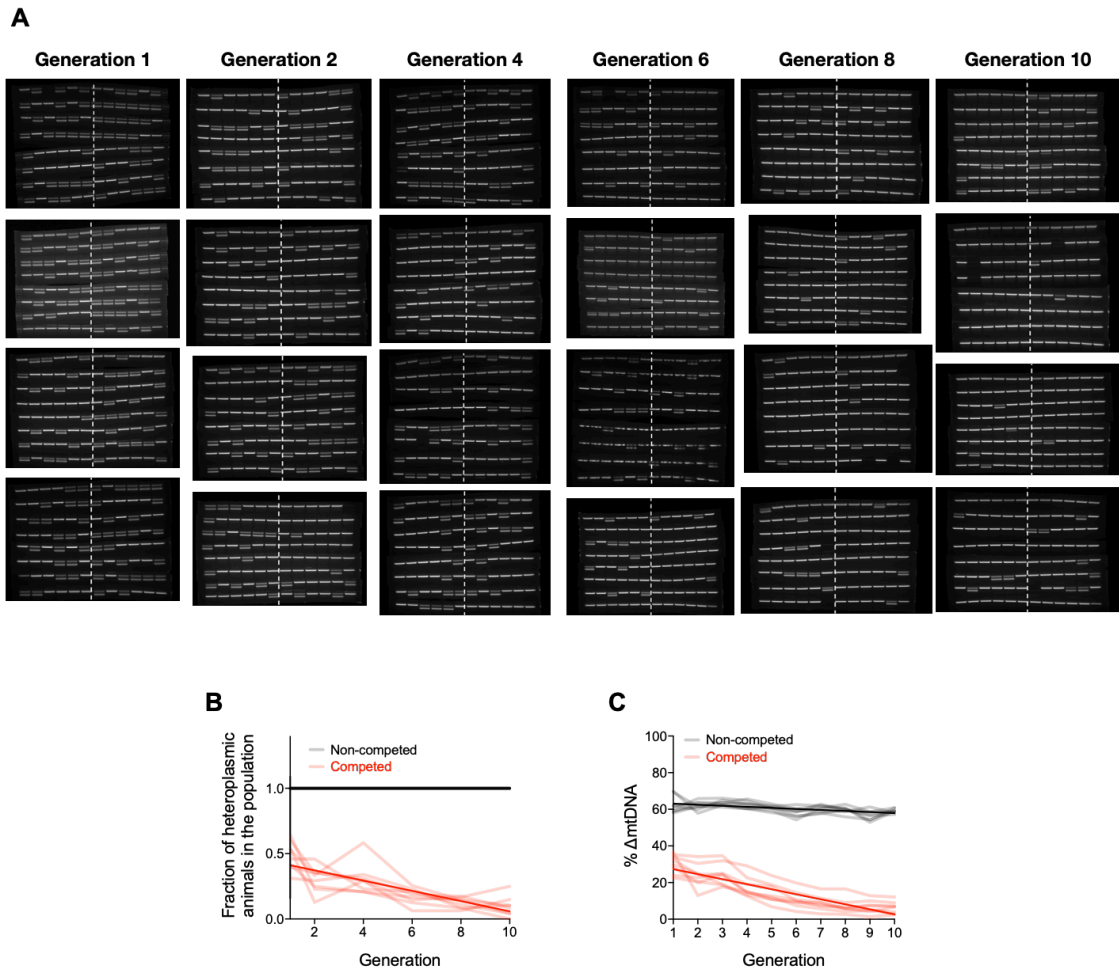 A
Generation 1 Generation 2 Generation 4 Generation 6 Generation 8 Generation 10
B
Non-competed
Competed
Fraction of heteroplasmic
animals in the population
1.0
0.5
0.0
2 4 6 8 10
Generation
C
Non-competed
Competed
% ΔmtDNA
100
80
60
40
20
0
1 2 3 4 5 6 7 8 9 10
Generation